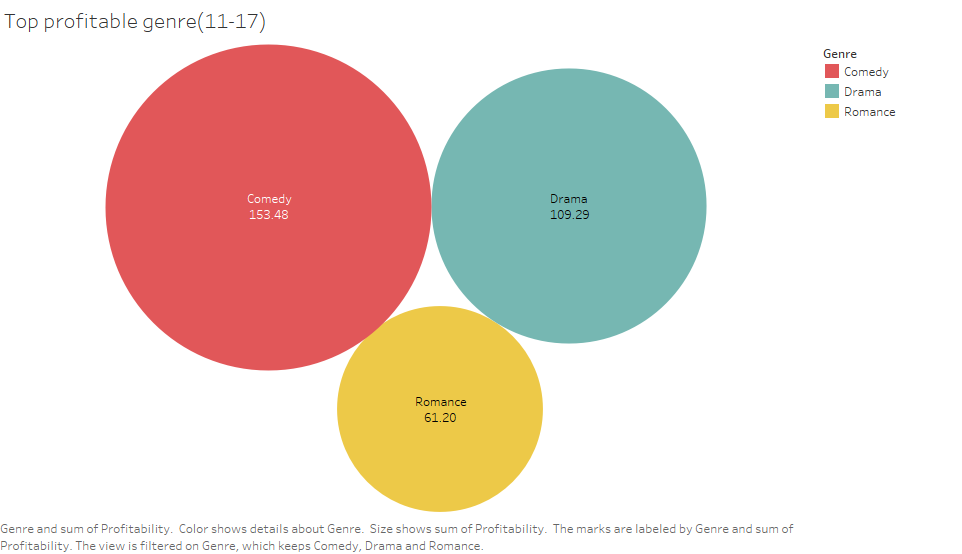 Top profitable genre(11-17)
Genre
Comedy
Drama
Romance
Comedy
153.48
Drama
109.29
Romance
61.20
Genre and sum of Profitability.  Color shows details about Genre.  Size shows sum of Profitability.  The marks are labeled by Genre and sum of
Profitability. The view is filtered on Genre, which keeps Comedy, Drama and Romance.